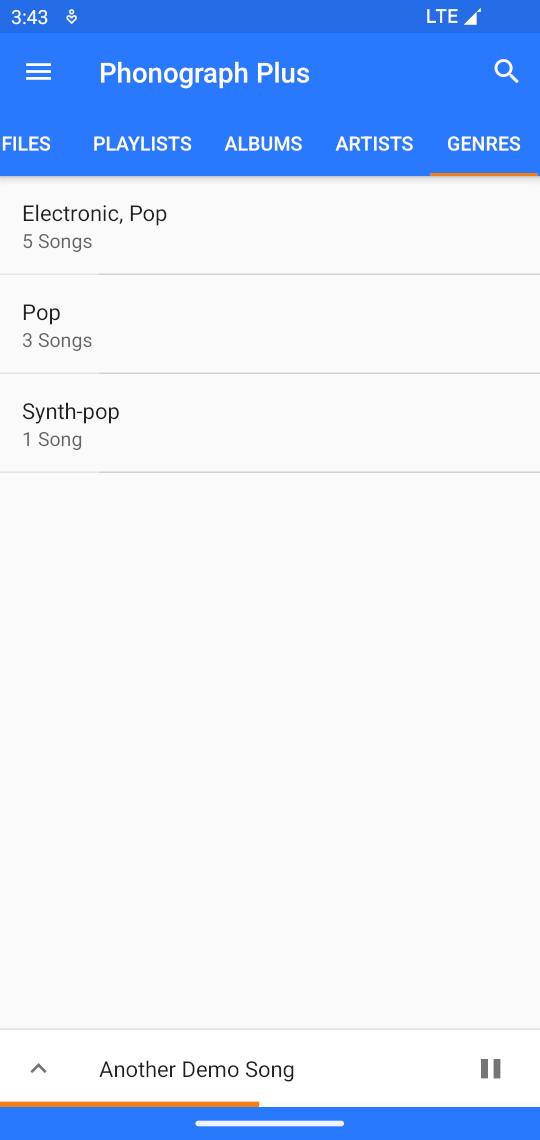 3:43
LTE
Phonograph Plus
FILES PLAYLISTS ALBUMS ARTISTS GENRES
Electronic, Pop
5 Songs
Pop
3 Songs
Synth-pop
1 Song
Another Demo Song